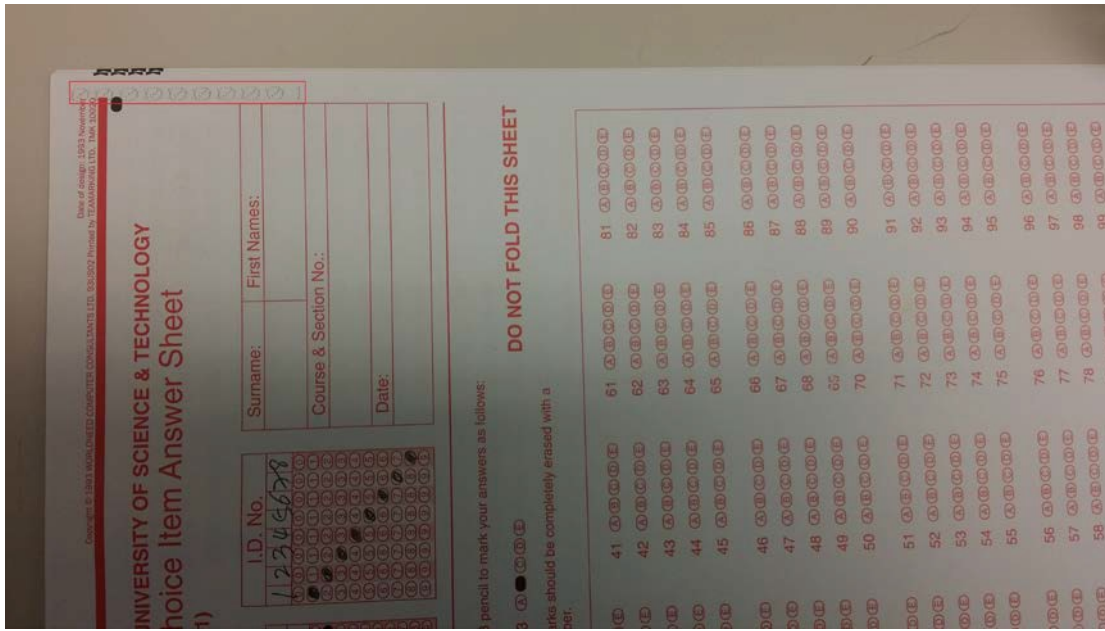 Date of design: 1993 November
Copyright © 1993 COMPUTER CONSULTANTS LTD. Printed by TEAMARKING LTD.
UNIVERSITY OF SCIENCE & TECHNOLOGY
hoice Item Answer Sheet
I.D. No.
12345678
Surname: First Names:
Course & Section No.:
Date:
pencil to mark your answers as follows:
DO NOT FOLD THIS SHEET
should be completely erased with a
41 A B C D E 61 A B C D E 81 A B C D E
42 A B C D E 62 A B C D E 82 A B C D E
43 A B C D E 63 A B C D E 83 A B C D E
44 A B C D E 64 A B C D E 84 A B C D E
45 A B C D E 65 A B C D E 85 A B C D E
46 A B C D E 66 A B C D E 86 A B C D E
47 A B C D E 67 A B C D E 87 A B C D E
48 A B C D E 68 A B C D E 88 A B C D E
49 A B C D E 69 A B C D E 89 A B C D E
50 A B C D E 70 A B C D E 90 A B C D E
51 A B C D E 71 A B C D E 91 A B C D E
52 A B C D E 72 A B C D E 92 A B C D E
53 A B C D E 73 A B C D E 93 A B C D E
54 A B C D E 74 A B C D E 94 A B C D E
55 A B C D E 75 A B C D E 95 A B C D E
56 A B C D E 76 A B C D E 96 A B C D E
57 A B C D E 77 A B C D E 97 A B C D E
58 A B C D E 78 A B C D E 98 A B C D E
99 A B C D E